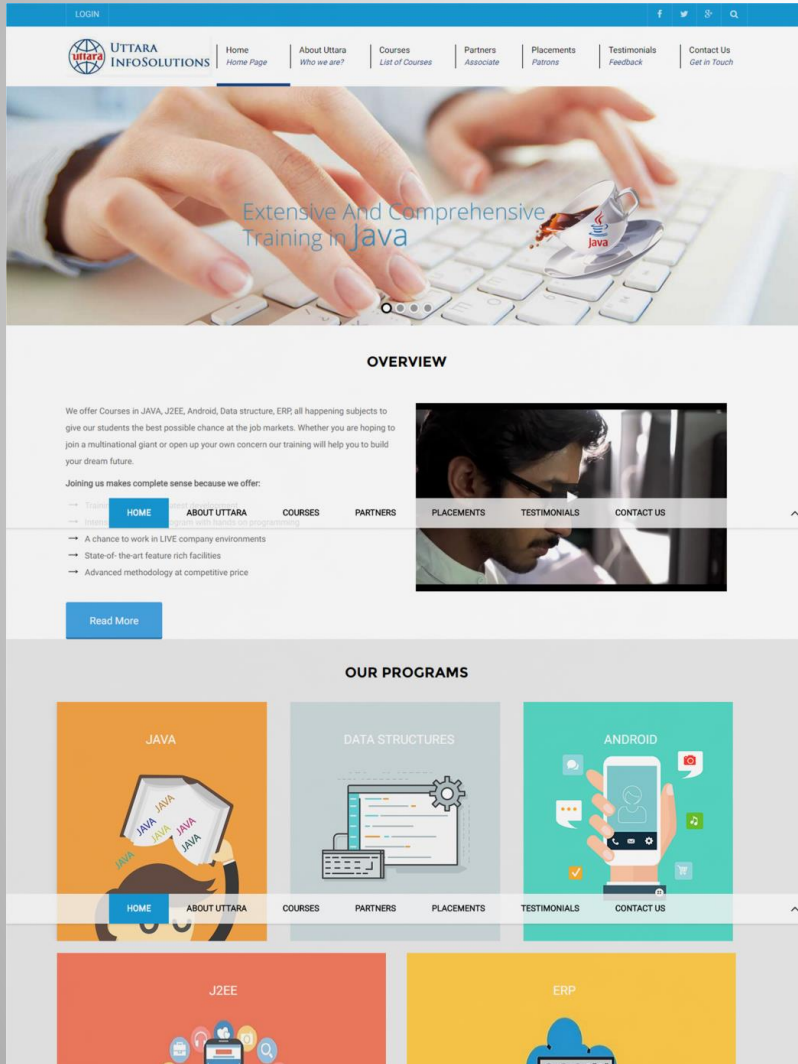 LOGIN
uttara
UTTARA
INFOSOLUTIONS
Home
Home Page
About Uttara
Who we are?
Courses
List of Courses
Partners
Associate
Placements
Patrons
Testimonials
Feedback
Contact Us
Get in Touch
Extensive And Comprehensive
Training in Java
Java
OVERVIEW
We offer Courses in JAVA, J2EE, Android, Data structure, ERP, all happening subjects to
give our students the best possible chance at the job markets. Whether you are hoping to
join a multinational giant or open up your own concern our training will help you to build
your dream future.
Joining us makes complete sense because we offer:
HOME ABOUT UTTARA COURSES PARTNERS PLACEMENTS TESTIMONIALS CONTACT US
program with hands on programming
→ A chance to work in LIVE company environments
→ State-of- the-art feature rich facilities
→ Advanced methodology at competitive price
Read More
OUR PROGRAMS
JAVA
JAVA
JAVA
JAVA
JAVA
JAVA
JAVA
DATA STRUCTURES
ANDROID
HOME ABOUT UTTARA COURSES PARTNERS PLACEMENTS TESTIMONIALS CONTACT US
J2EE
ERP